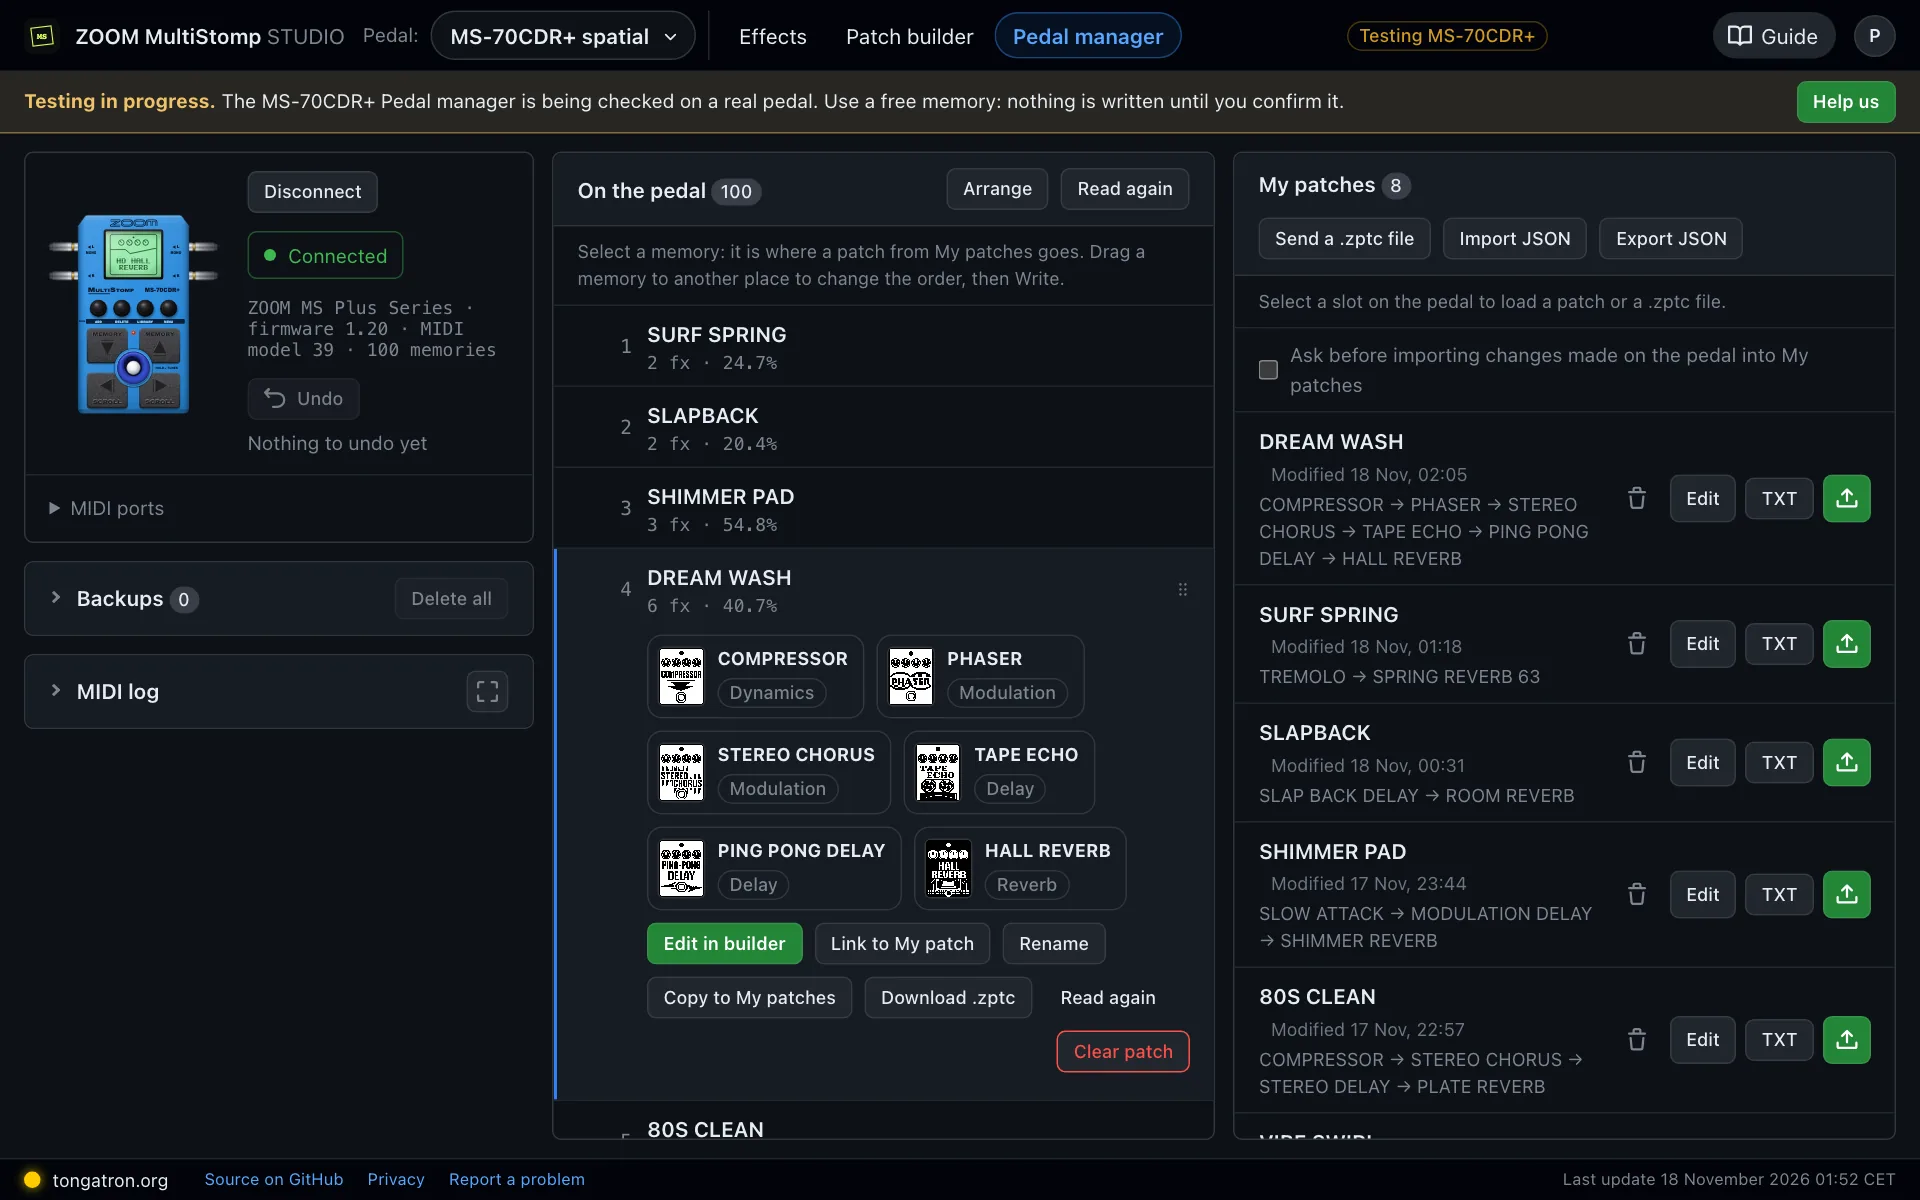 ZOOM MultiStomp STUDIO
Pedal:
MS-70CDR+ spatial
Effects
Patch builder
Pedal manager
Testing MS-70CDR+
Guide
P
Testing in progress. The MS-70CDR+ Pedal manager is being checked on a real pedal. Use a free memory: nothing is written until you confirm it.
Help us
Disconnect
Connected
ZOOM MS Plus Series ·
firmware 1.20 · MIDI
model 39 · 100 memories
Undo
Nothing to undo yet
MIDI ports
Backups 0
Delete all
MIDI log
On the pedal 100
Arrange
Read again
Select a memory: it is where a patch from My patches goes. Drag a
memory to another place to change the order, then Write.
1
SURF SPRING
2 fx · 24.7%
2
SLAPBACK
2 fx · 20.4%
3
SHIMMER PAD
3 fx · 54.8%
4
DREAM WASH
6 fx · 40.7%
COMPRESSOR
Dynamics
PHASER
Modulation
STEREO CHORUS
Modulation
TAPE ECHO
Delay
PING PONG DELAY
Delay
HALL REVERB
Reverb
Edit in builder
Link to My patch
Rename
Copy to My patches
Download .zptc
Read again
Clear patch
80S CLEAN
My patches 8
Send a .zptc file
Import JSON
Export JSON
Select a slot on the pedal to load a patch or a .zptc file.
Ask before importing changes made on the pedal into My
patches
DREAM WASH
Modified 18 Nov, 02:05
COMPRESSOR → PHASER → STEREO
CHORUS → TAPE ECHO → PING PONG
DELAY → HALL REVERB
Edit
TXT
SURF SPRING
Modified 18 Nov, 01:18
TREMOLO → SPRING REVERB 63
Edit
TXT
SLAPBACK
Modified 18 Nov, 00:31
SLAP BACK DELAY → ROOM REVERB
Edit
TXT
SHIMMER PAD
Modified 17 Nov, 23:44
SLOW ATTACK → MODULATION DELAY
→ SHIMMER REVERB
Edit
TXT
80S CLEAN
Modified 17 Nov, 22:57
COMPRESSOR → STEREO CHORUS →
STEREO DELAY → PLATE REVERB
Edit
TXT
tongatron.org
Source on GitHub
Privacy
Report a problem
Last update 18 November 2026 01:52 CET